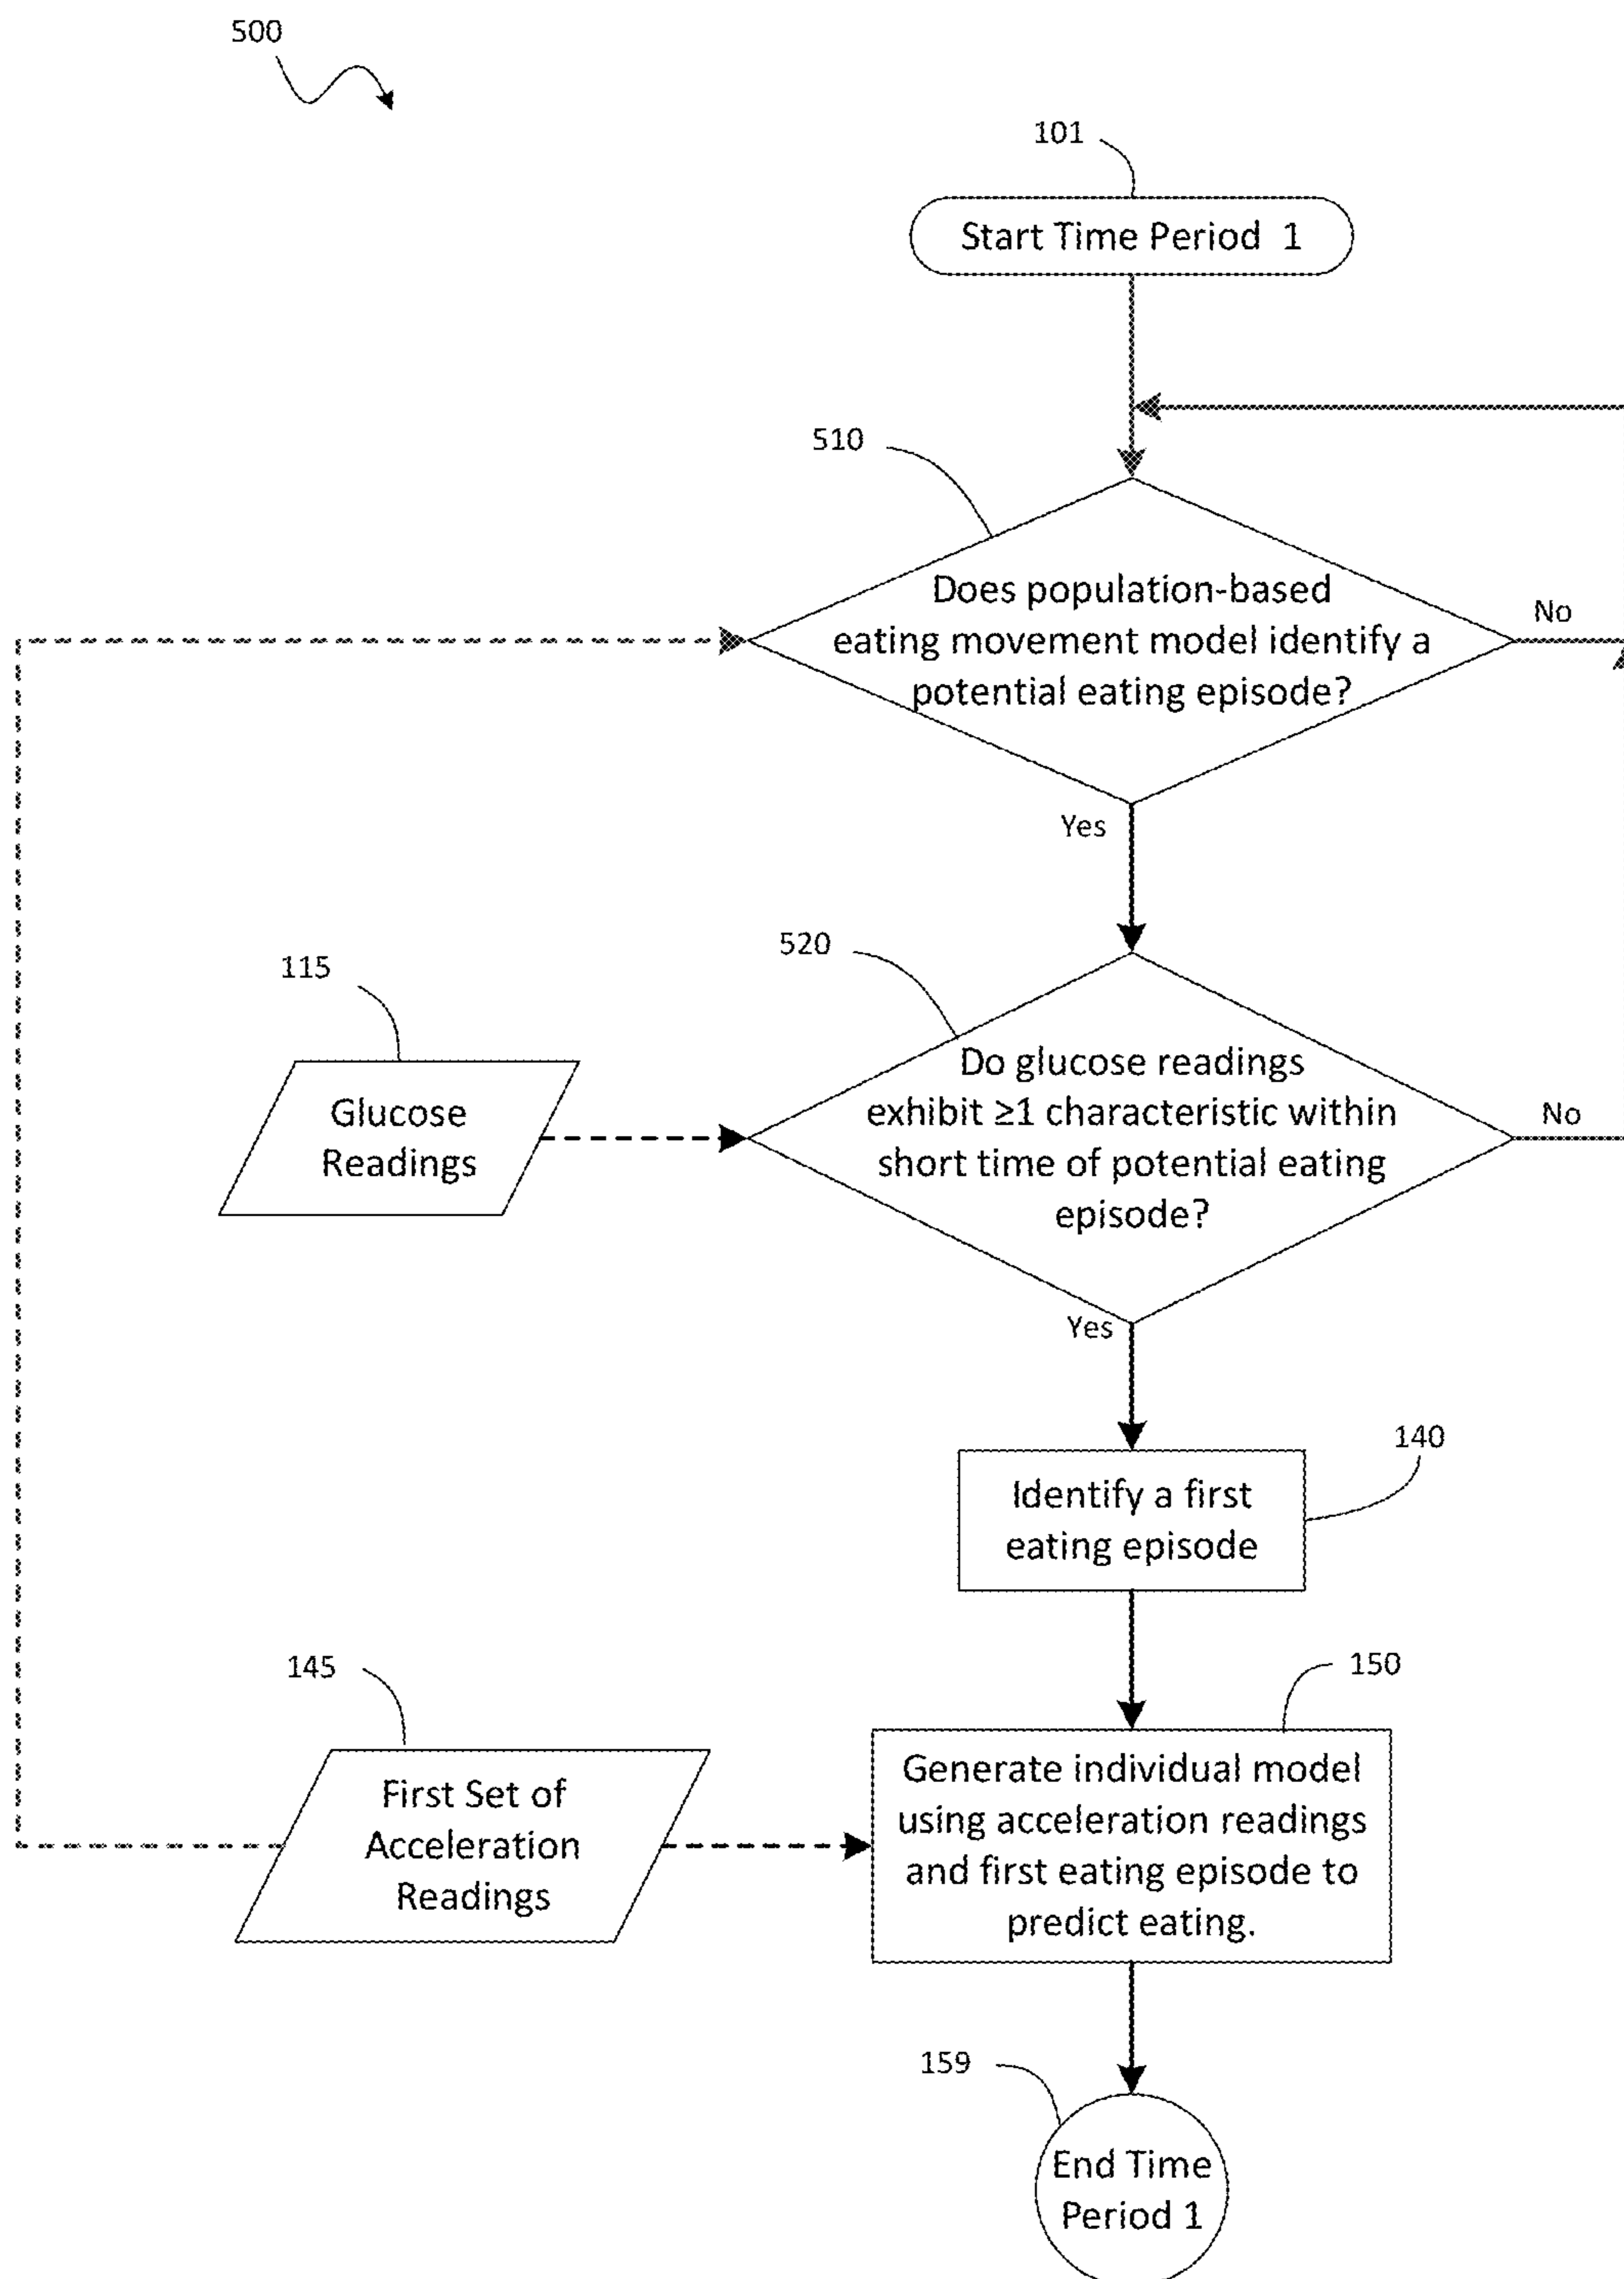 500
101
Start Time Period 1
510
Does population-based
eating movement model identify a
potential eating episode?
No
Yes
115
Glucose
Readings
520
Do glucose readings
exhibit ≥1 characteristic within
short time of potential eating
episode?
No
Yes
140
Identify a first
eating episode
145
First Set of
Acceleration
Readings
150
Generate individual model
using acceleration readings
and first eating episode to
predict eating.
159
End Time
Period 1